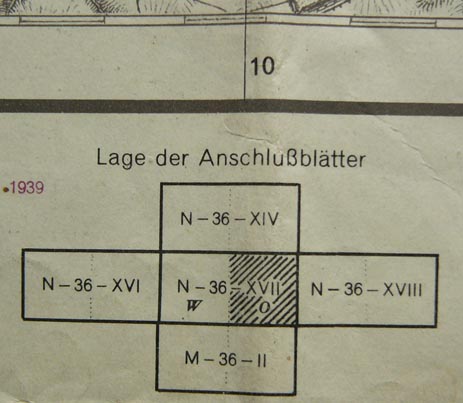 10
Lage der Anschlußblätter
1939
N-36-XIV
N-36-XVI N-36-XVII N-36-XVIII
W O
M-36-II